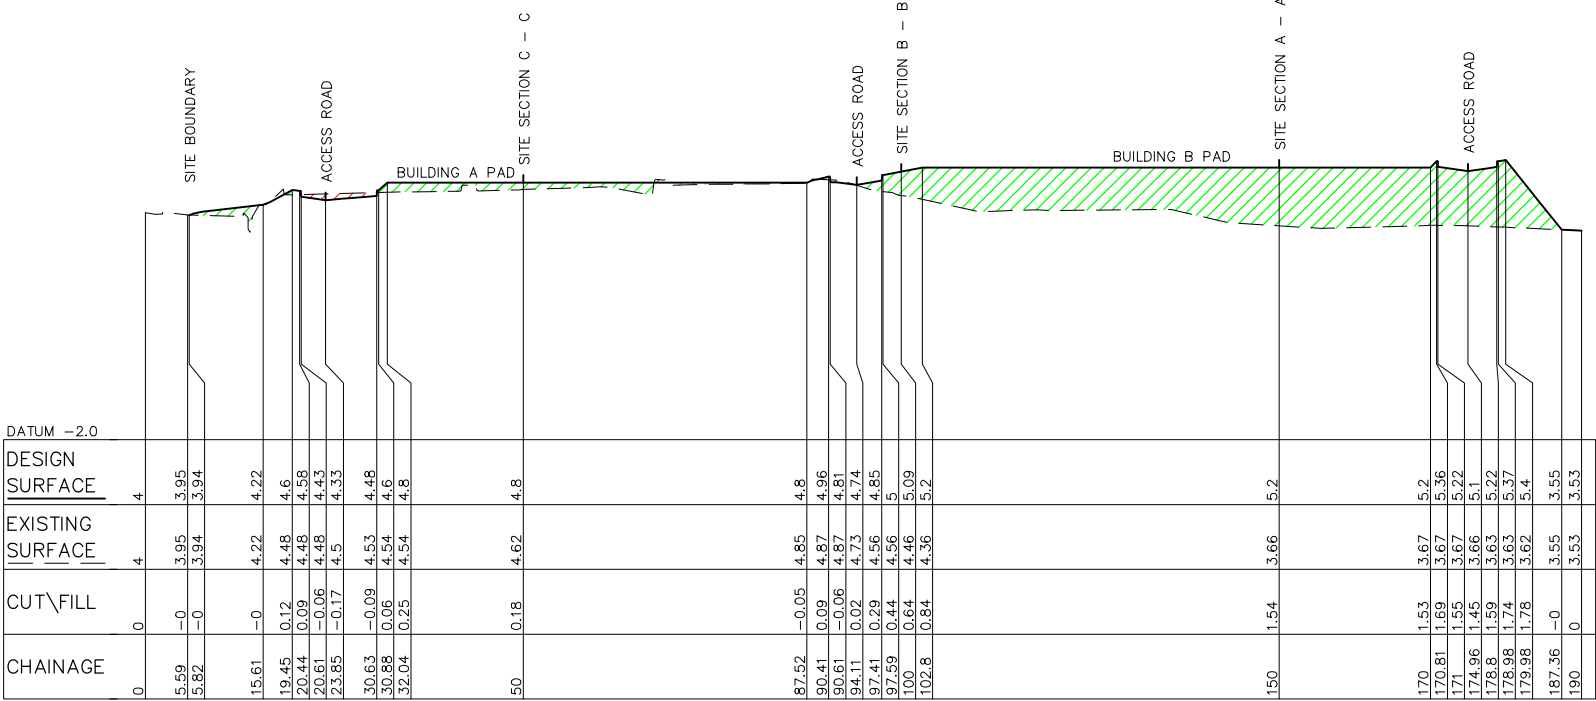 SITE BOUNDARY
ACCESS ROAD
SITE SECTION C - C
ACCESS ROAD
SITE SECTION B - B
SITE SECTION A - A
ACCESS ROAD
BUILDING A PAD
BUILDING B PAD
DATUM -2.0
DESIGN
SURFACE
4 3.95 3.94 4.22 4.6 4.58 4.43 4.33 4.48 4.6 4.8 4.8 4.8 4.96 4.81 4.74 4.85 5 5.09 5.2 5.2 5.2 5.36 5.22 5.1 5.22 5.37 5.4 3.55 3.53
EXISTING
SURFACE
4 3.95 3.94 4.22 4.48 4.48 4.48 4.5 4.53 4.54 4.54 4.62 4.85 4.87 4.87 4.73 4.56 4.56 4.46 4.36 3.66 3.67 3.67 3.67 3.66 3.63 3.63 3.62 3.55 3.53
CUT\FILL
0 -0 -0 -0 0.12 0.09 -0.06 -0.17 -0.09 0.06 0.25 0.18 -0.05 0.09 -0.06 0.02 0.29 0.44 0.64 0.84 1.54 1.53 1.69 1.55 1.45 1.59 1.74 1.78 -0 0
CHAINAGE
0 5.59 5.82 15.61 19.45 20.44 20.61 23.85 30.63 30.88 32.04 50 87.52 90.41 90.61 94.11 97.41 97.59 100 102.8 150 170 170.81 171 174.96 178.8 178.98 179.98 187.36 190